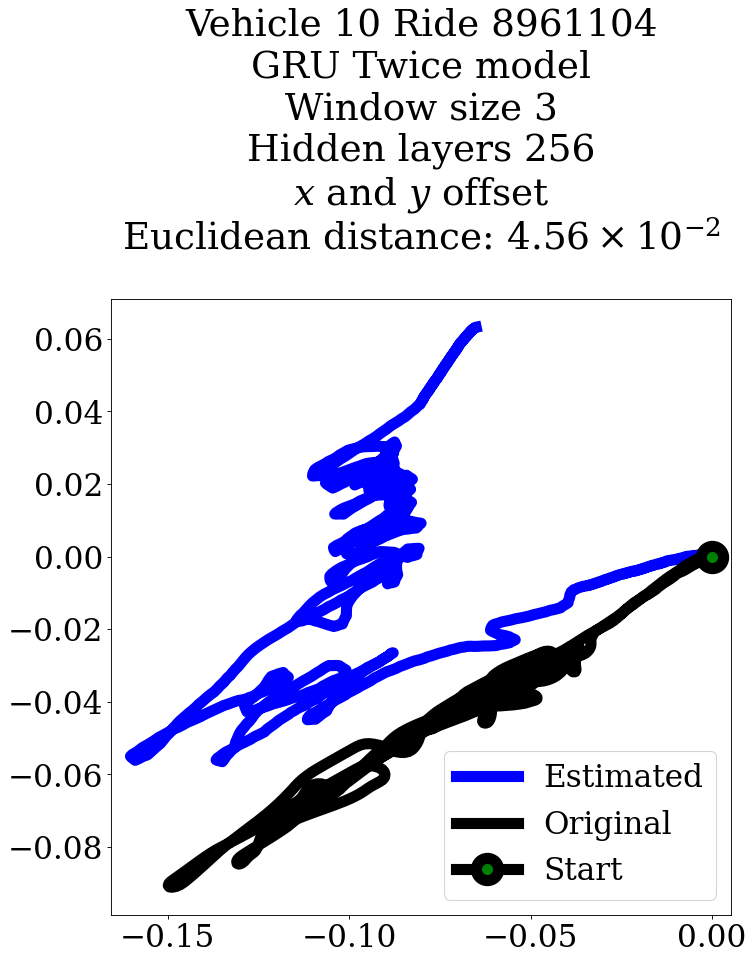 Vehicle 10 Ride 8961104
GRU Twice model
Window size 3
Hidden layers 256
x and y offset
Euclidean distance: 4.56 × 10⁻²
0.06
0.04
0.02
0.00
−0.02
−0.04
−0.06
−0.08
Estimated
Original
Start
−0.15
−0.10
−0.05
0.00